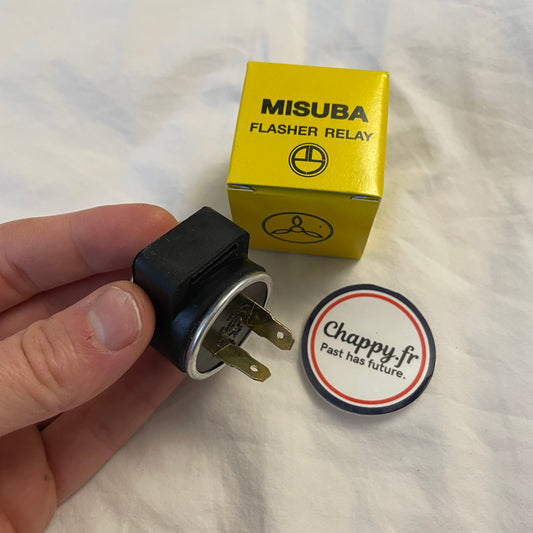 MISUBA
FLASHER RELAY
Chappy.fr
Past has future.